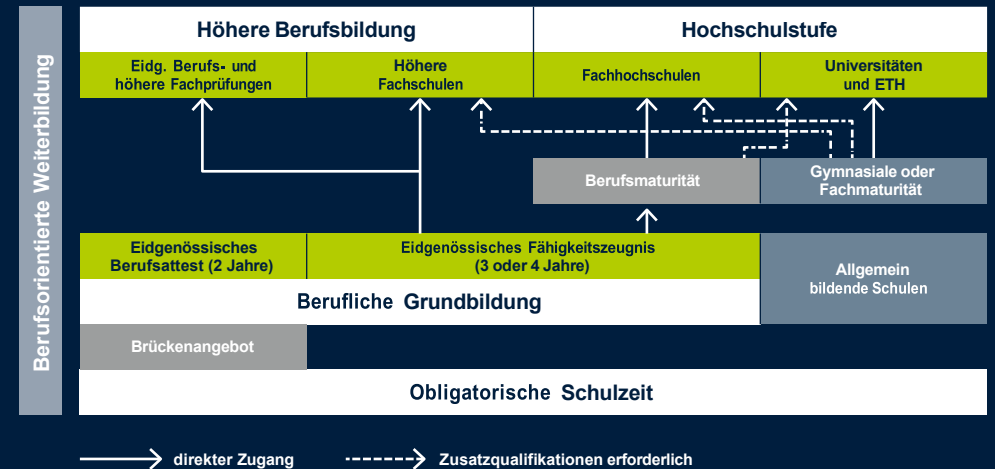 Berufsorientierte Weiterbildung
Höhere Berufsbildung
Hochschulstufe
Eidg. Berufs- und
höhere Fachprüfungen
Höhere
Fachschulen
Fachhochschulen
Universitäten
und ETH
Berufsmaturität
Gymnasiale oder
Fachmaturität
Eidgenössisches
Berufsattest (2 Jahre)
Eidgenössisches Fähigkeitszeugnis
(3 oder 4 Jahre)
Allgemein
bildende Schulen
Berufliche Grundbildung
Brückenangebot
Obligatorische Schulzeit
direkter Zugang
Zusatzqualifikationen erforderlich